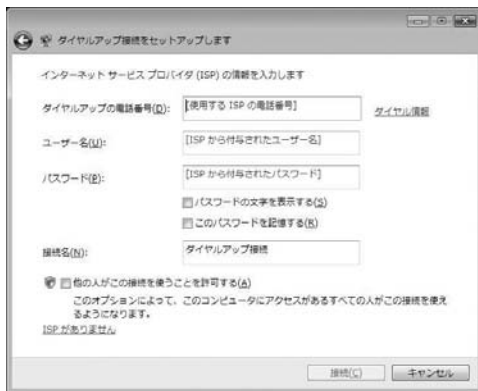 ダイヤルアップ接続をセットアップします
インターネット サービス プロバイダ (ISP) の情報を入力します
ダイヤルアップの電話番号(D): [使用する ISP の電話番号] ダイヤル情報
ユーザー名(U): [ISP から付与されたユーザー名]
パスワード(P): [ISP から付与されたパスワード]
パスワードの文字を表示する(S)
このパスワードを記憶する(R)
接続名(N): ダイヤルアップ接続
他の人がこの接続を使うことを許可する(A)
このオプションによって、このコンピュータにアクセスがあるすべての人がこの接続を使え
るようになります。
ISP がありません
接続(C) キャンセル